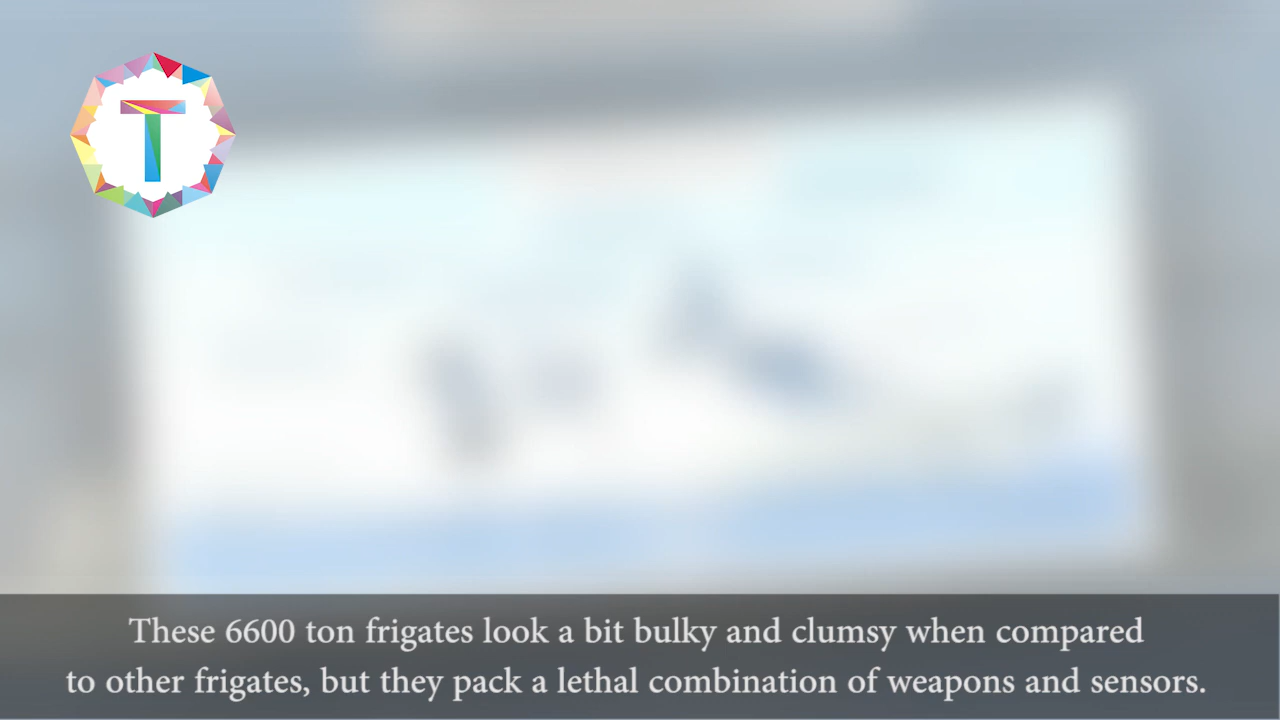 T
These 6600 ton frigates look a bit bulky and clumsy when compared
to other frigates, but they pack a lethal combination of weapons and sensors.